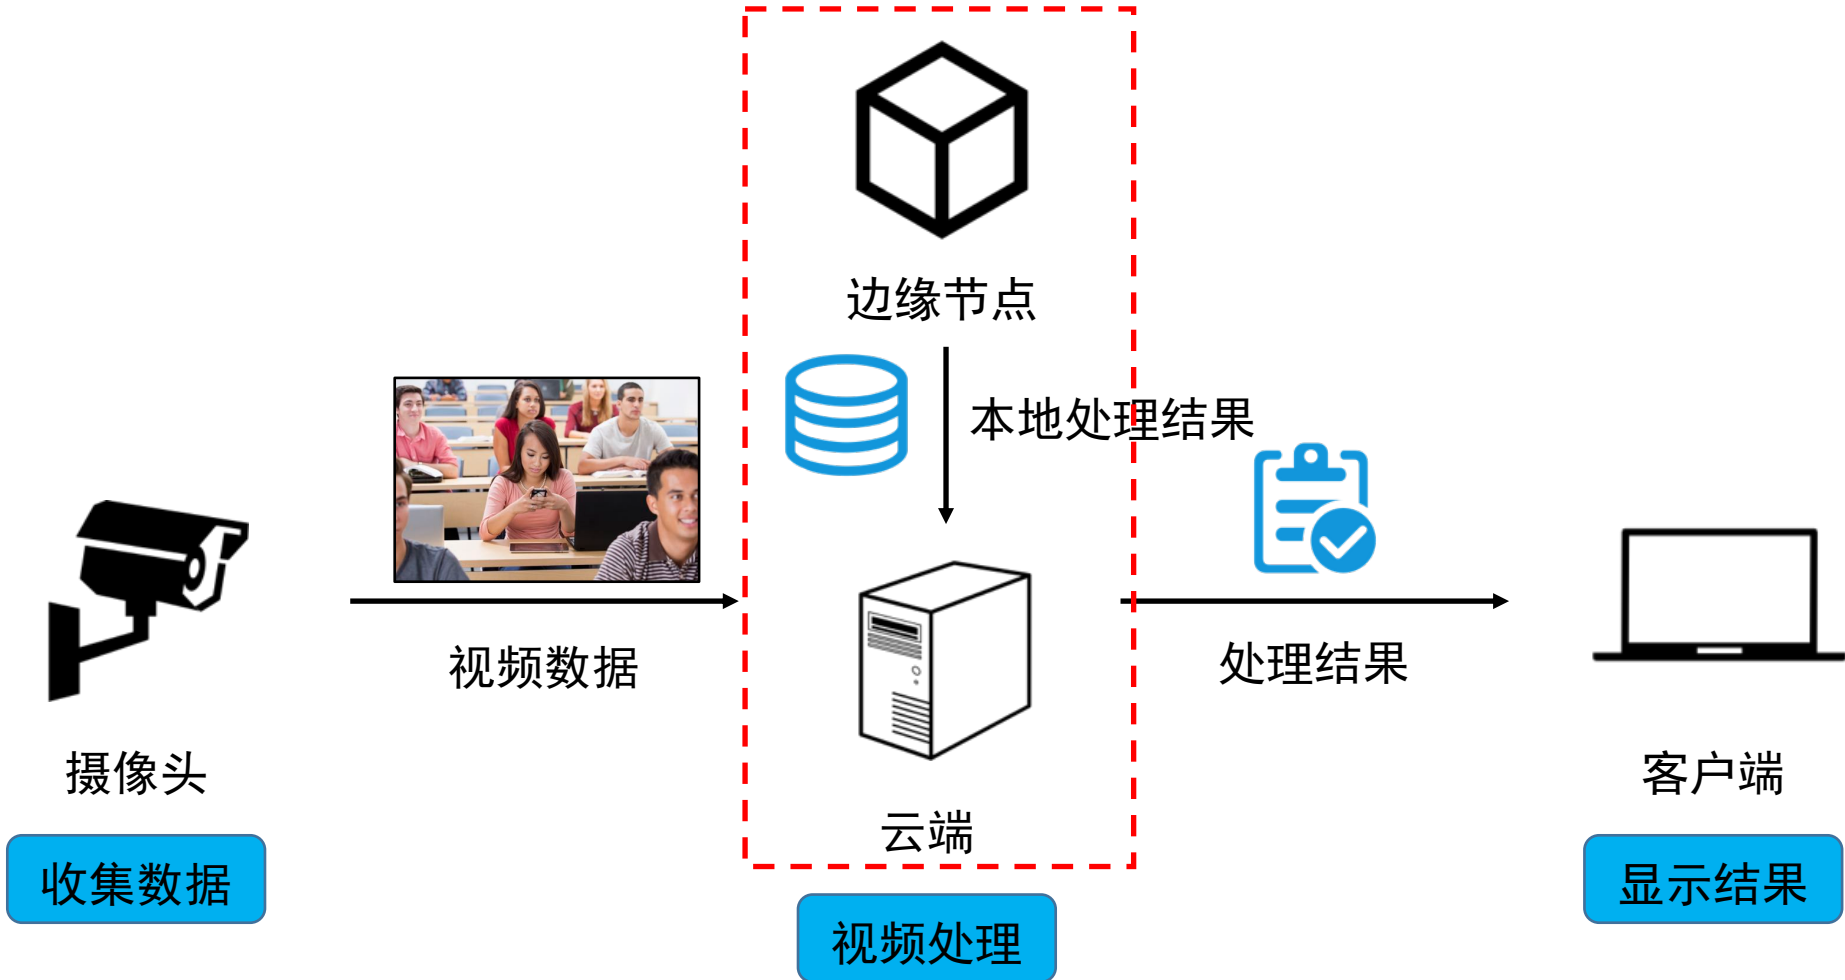 边缘节点
本地处理结果
视频数据
处理结果
摄像头
云端
客户端
收集数据
视频处理
显示结果